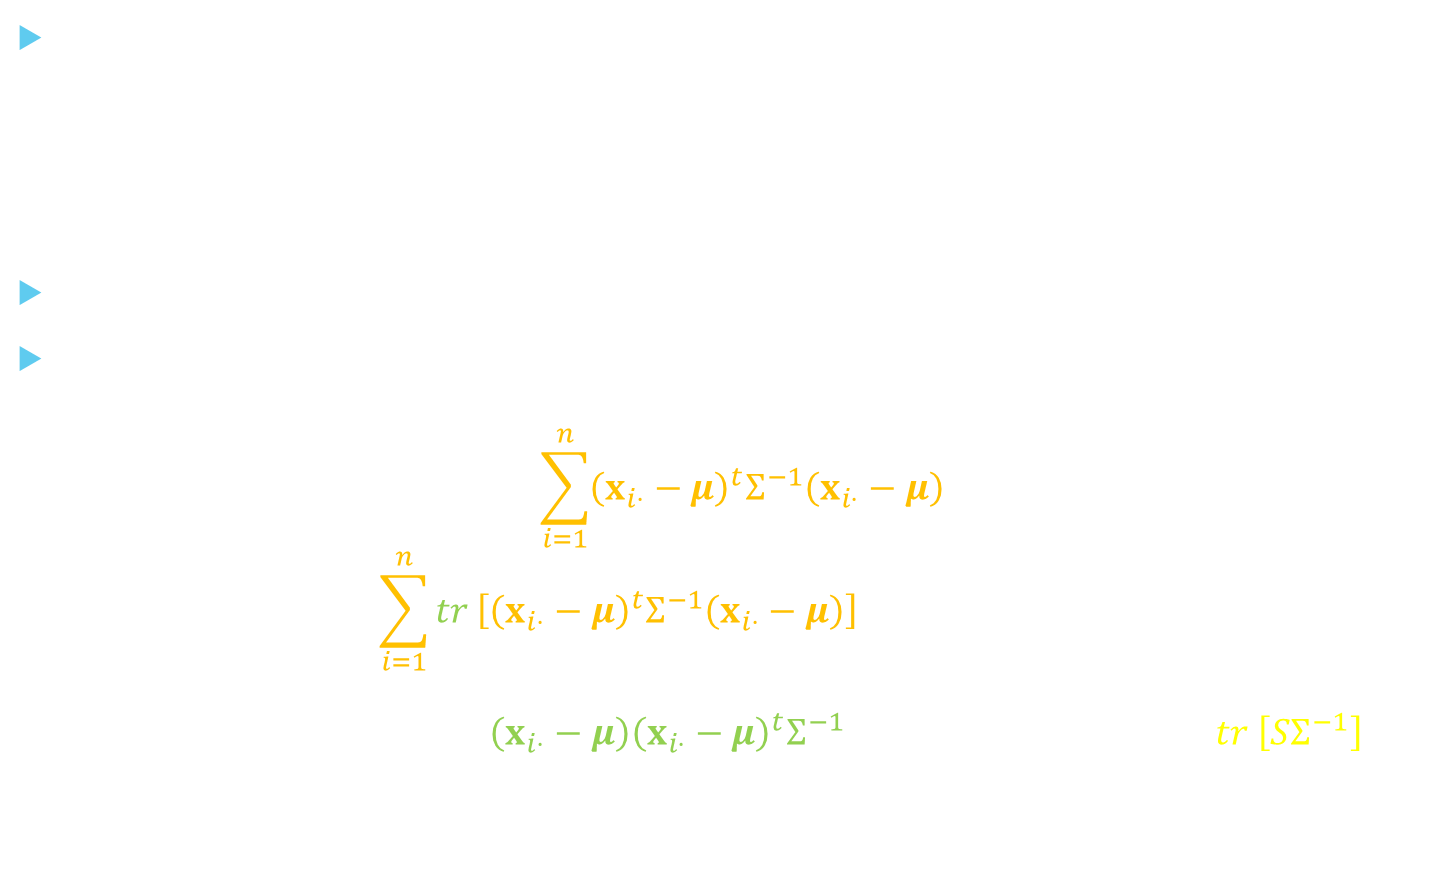 ▶
▶
▶
∑_{i=1}^{n} (𝐱_{i·} − 𝝁)^t Σ^{−1} (𝐱_{i·} − 𝝁)
∑_{i=1}^{n} tr [(𝐱_{i·} − 𝝁)^t Σ^{−1} (𝐱_{i·} − 𝝁)]
(𝐱_{i·} − 𝝁)(𝐱_{i·} − 𝝁)^t Σ^{−1} tr [SΣ^{−1}]